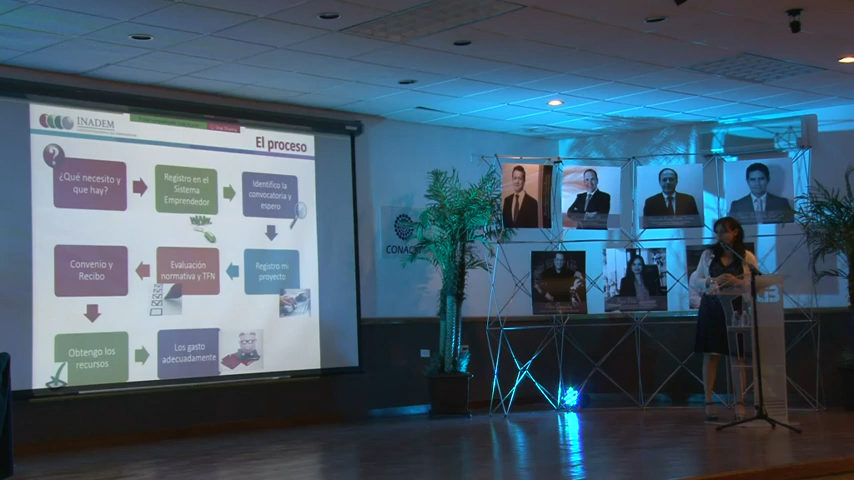 INADEM
El proceso
¿Qué necesito y
que hay?
Registro en el
Sistema
Emprendedor
Identifico la
convocatoria y
espero
Convenio y
Recibo
Evaluación
normativa y TFN
Registro mi
proyecto
Obtengo los
recursos
Los gasto
adecuadamente
CONACYT